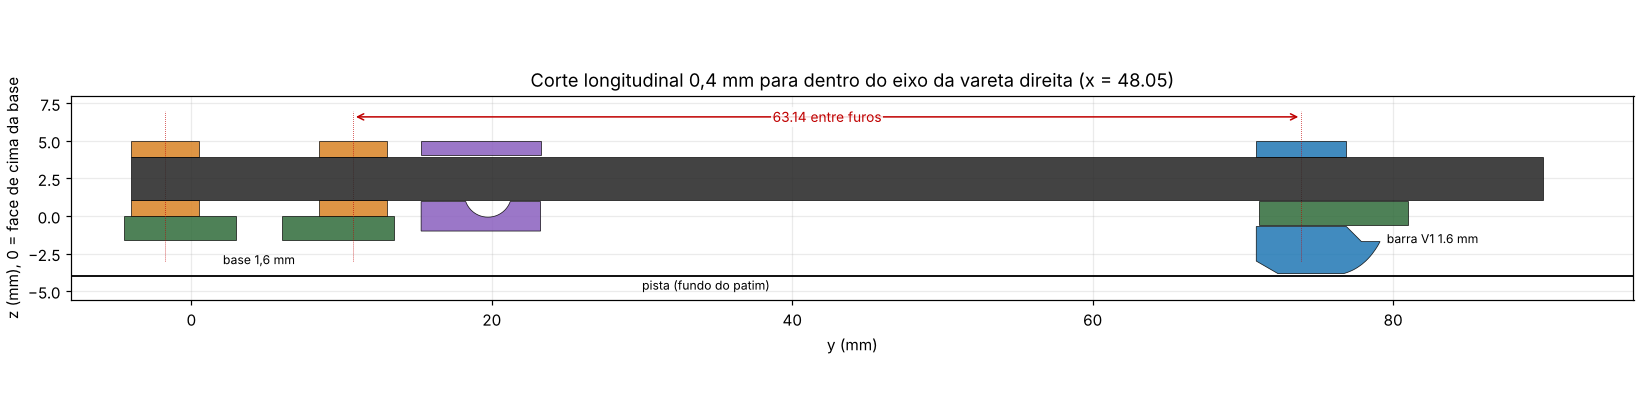 Corte longitudinal 0,4 mm para dentro do eixo da vareta direita (x = 48.05)
z (mm), 0 = face de cima da base
7.5
5.0
2.5
0.0
−2.5
−5.0
63.14 entre furos
base 1,6 mm
barra V1 1.6 mm
pista (fundo do patim)
0
20
40
60
80
y (mm)